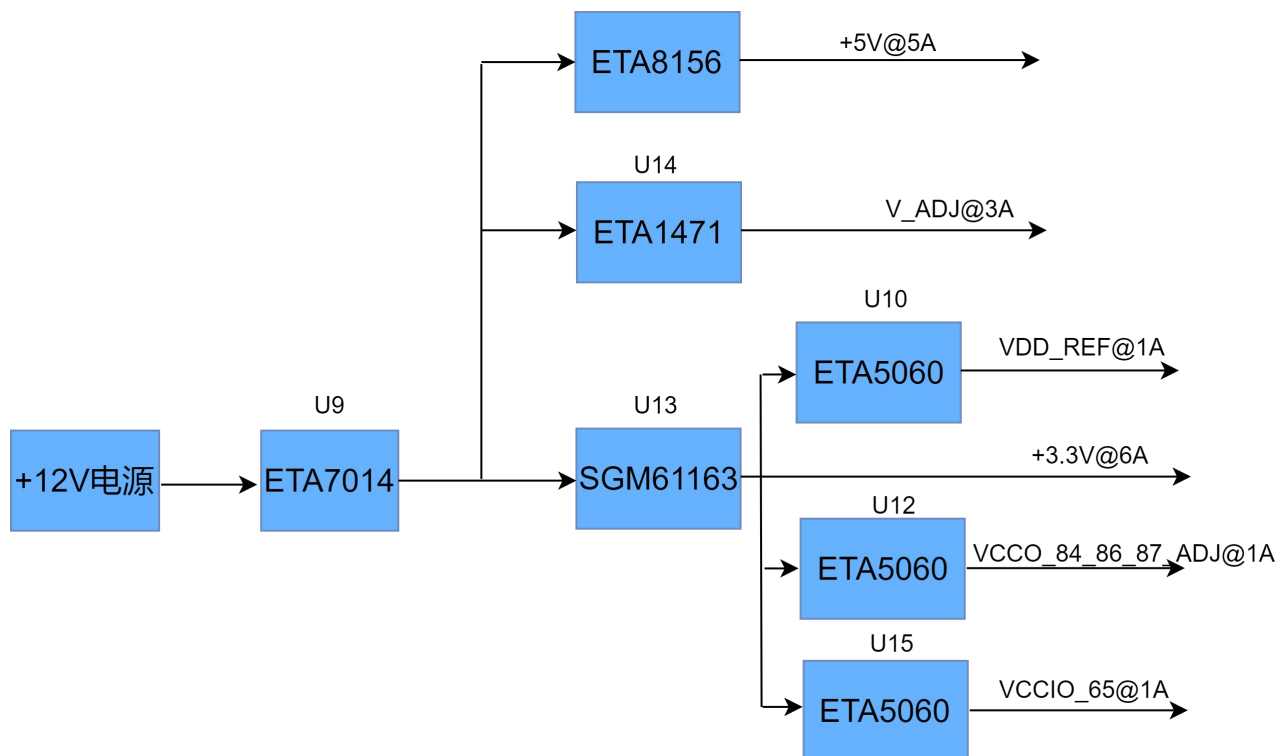 ETA8156
+5V@5A
U14
ETA1471
V_ADJ@3A
U10
ETA5060
VDD_REF@1A
+12V电源
U9
ETA7014
U13
SGM61163
+3.3V@6A
U12
ETA5060
VCCO_84_86_87_ADJ@1A
U15
ETA5060
VCCIO_65@1A